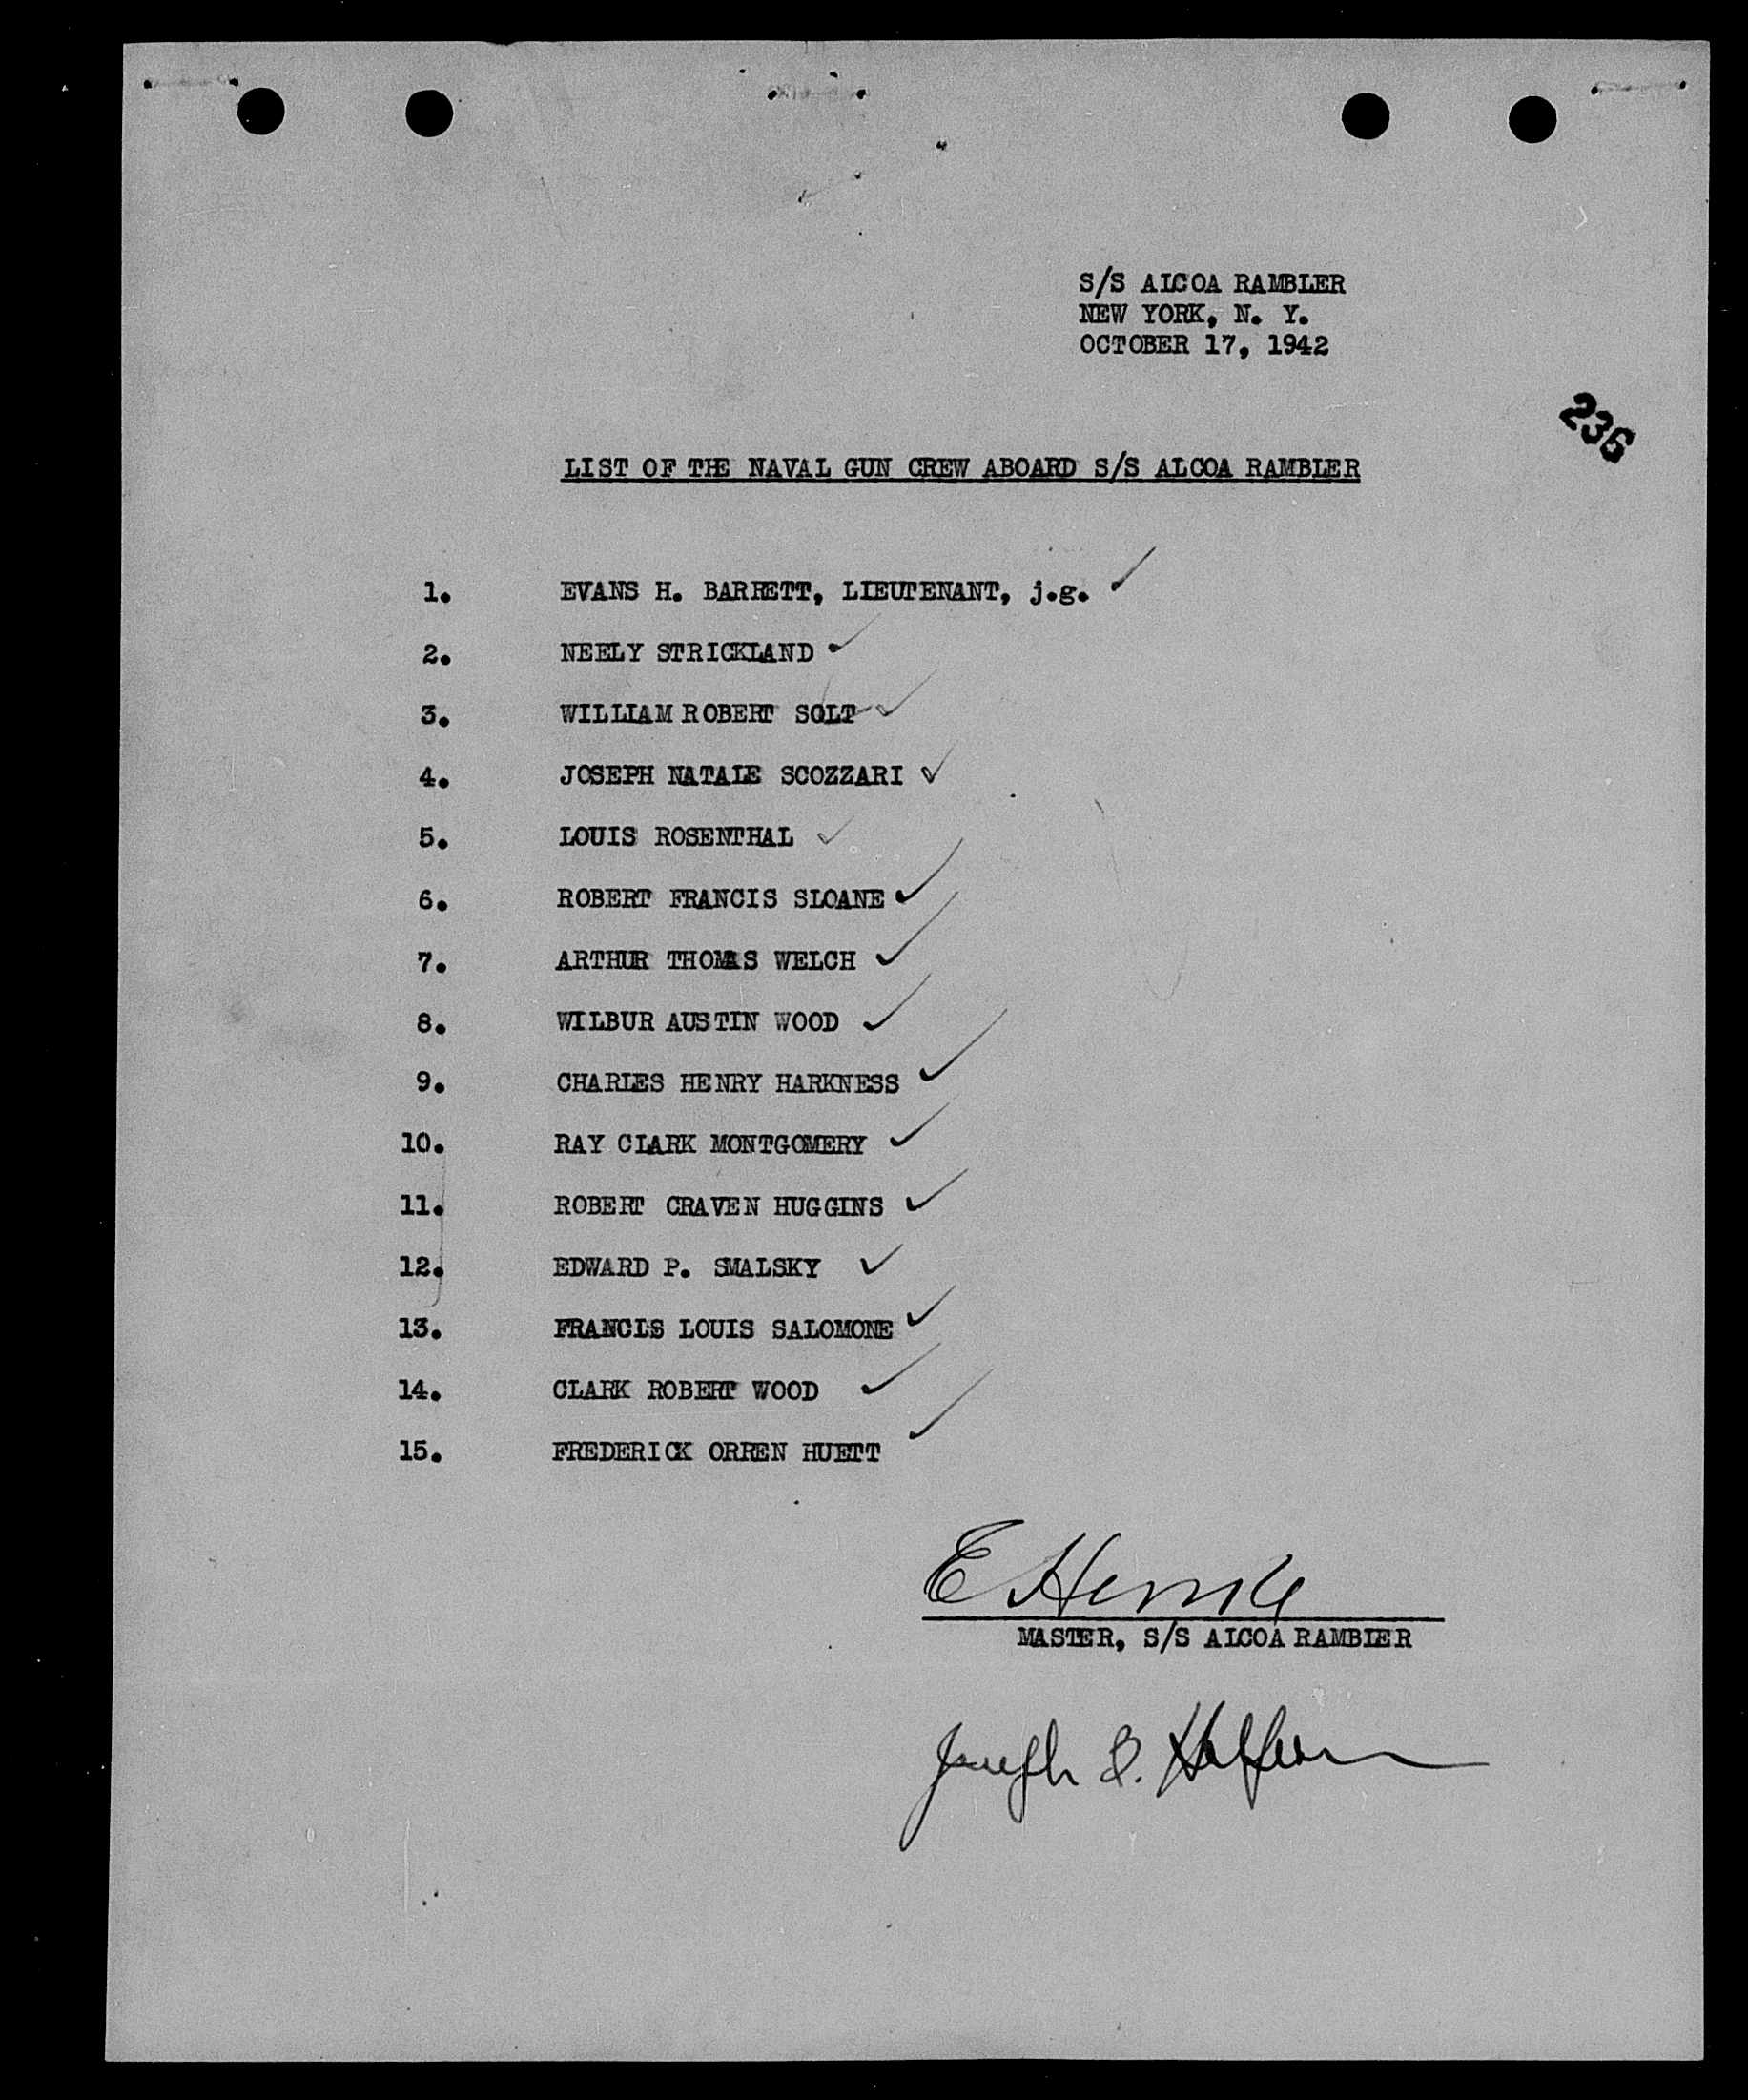 S/S ALCOA RAMBLER
NEW YORK, N. Y.
OCTOBER 17, 1942
236
LIST OF THE NAVAL GUN CREW ABOARD S/S ALCOA RAMBLER
1. EVANS H. BARRETT, LIEUTENANT, j.g. ✓
2. NEELY STRICKLAND ✓
3. WILLIAM ROBERT SOLT ✓
4. JOSEPH NATALE SCOZZARI ✓
5. LOUIS ROSENTHAL ✓
6. ROBERT FRANCIS SLOANE ✓
7. ARTHUR THOMAS WELCH ✓
8. WILBUR AUSTIN WOOD ✓
9. CHARLES HENRY HARKNESS ✓
10. RAY CLARK MONTGOMERY ✓
11. ROBERT CRAVEN HUGGINS ✓
12. EDWARD P. SMALSKY ✓
13. FRANCIS LOUIS SALOMONE ✓
14. CLARK ROBERT WOOD ✓
15. FREDERICK ORREN HUETT ✓
E
MASTER, S/S ALCOA RAMBLER
Joseph